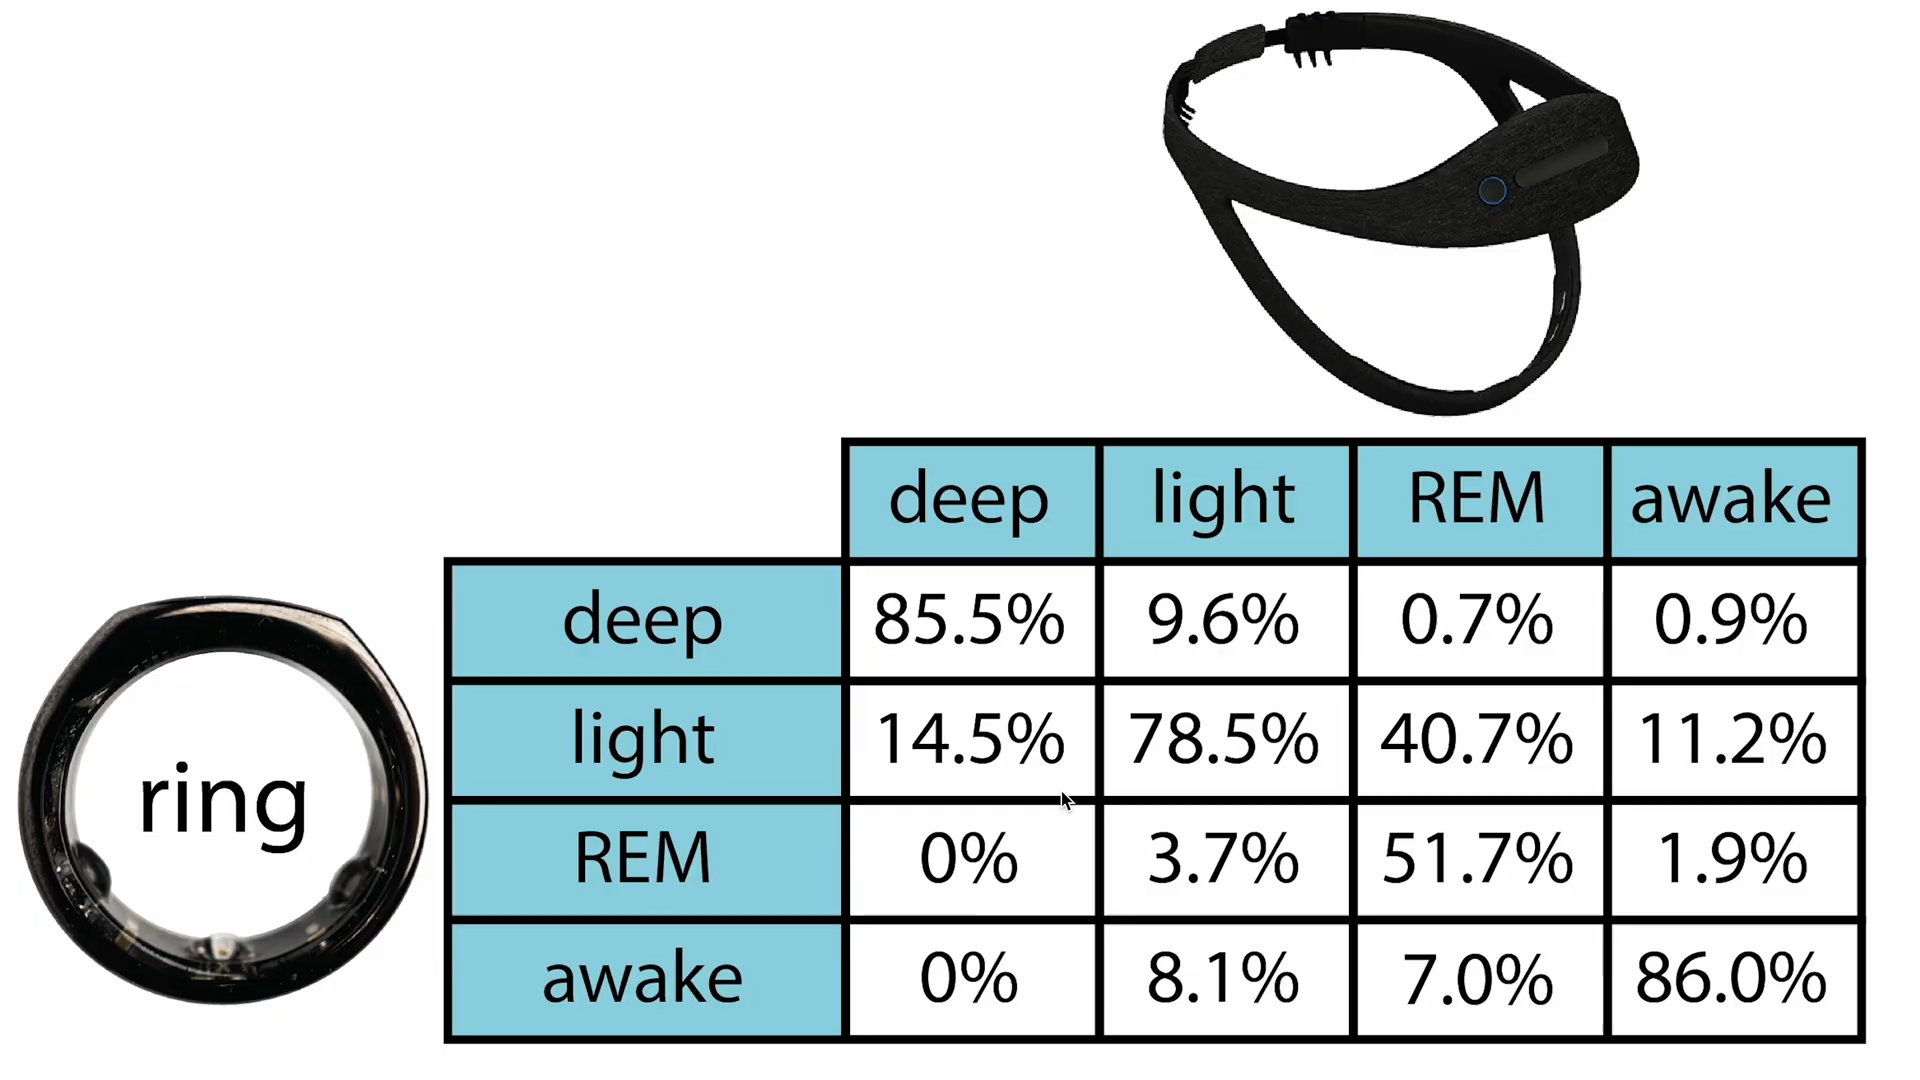 deep light REM awake
deep 85.5% 9.6% 0.7% 0.9%
light 14.5% 78.5% 40.7% 11.2%
ring
REM 0% 3.7% 51.7% 1.9%
awake 0% 8.1% 7.0% 86.0%